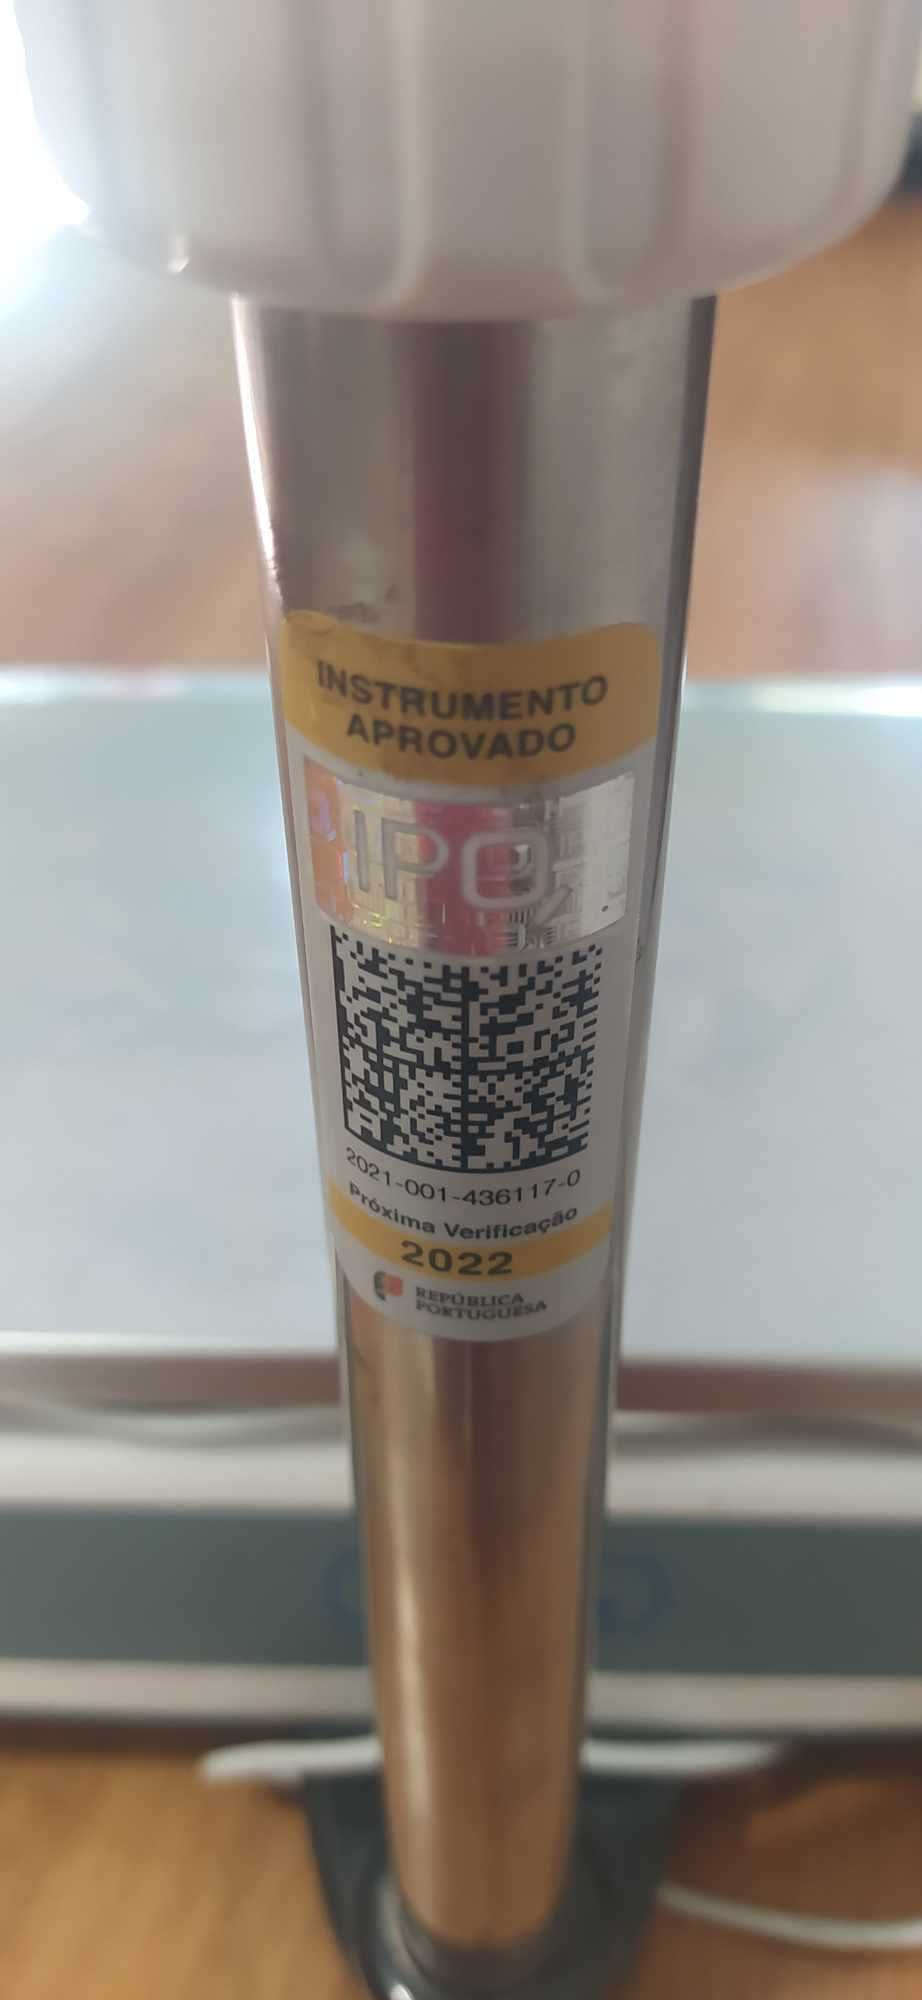 INSTRUMENTO
APROVADO
IPQ
2021-001-436117-0
Próxima Verificação
2022
REPÚBLICA
PORTUGUESA